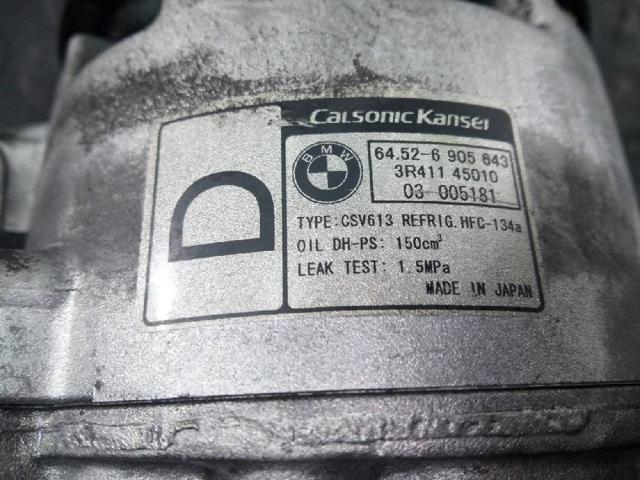 Calsonic Kansei
D
BMW
64.52-6 905 643
3R411 45010
03 005181
TYPE:CSV613 REFRIG.HFC-134a
OIL DH-PS: 150cm³
LEAK TEST: 1.5MPa
MADE IN JAPAN